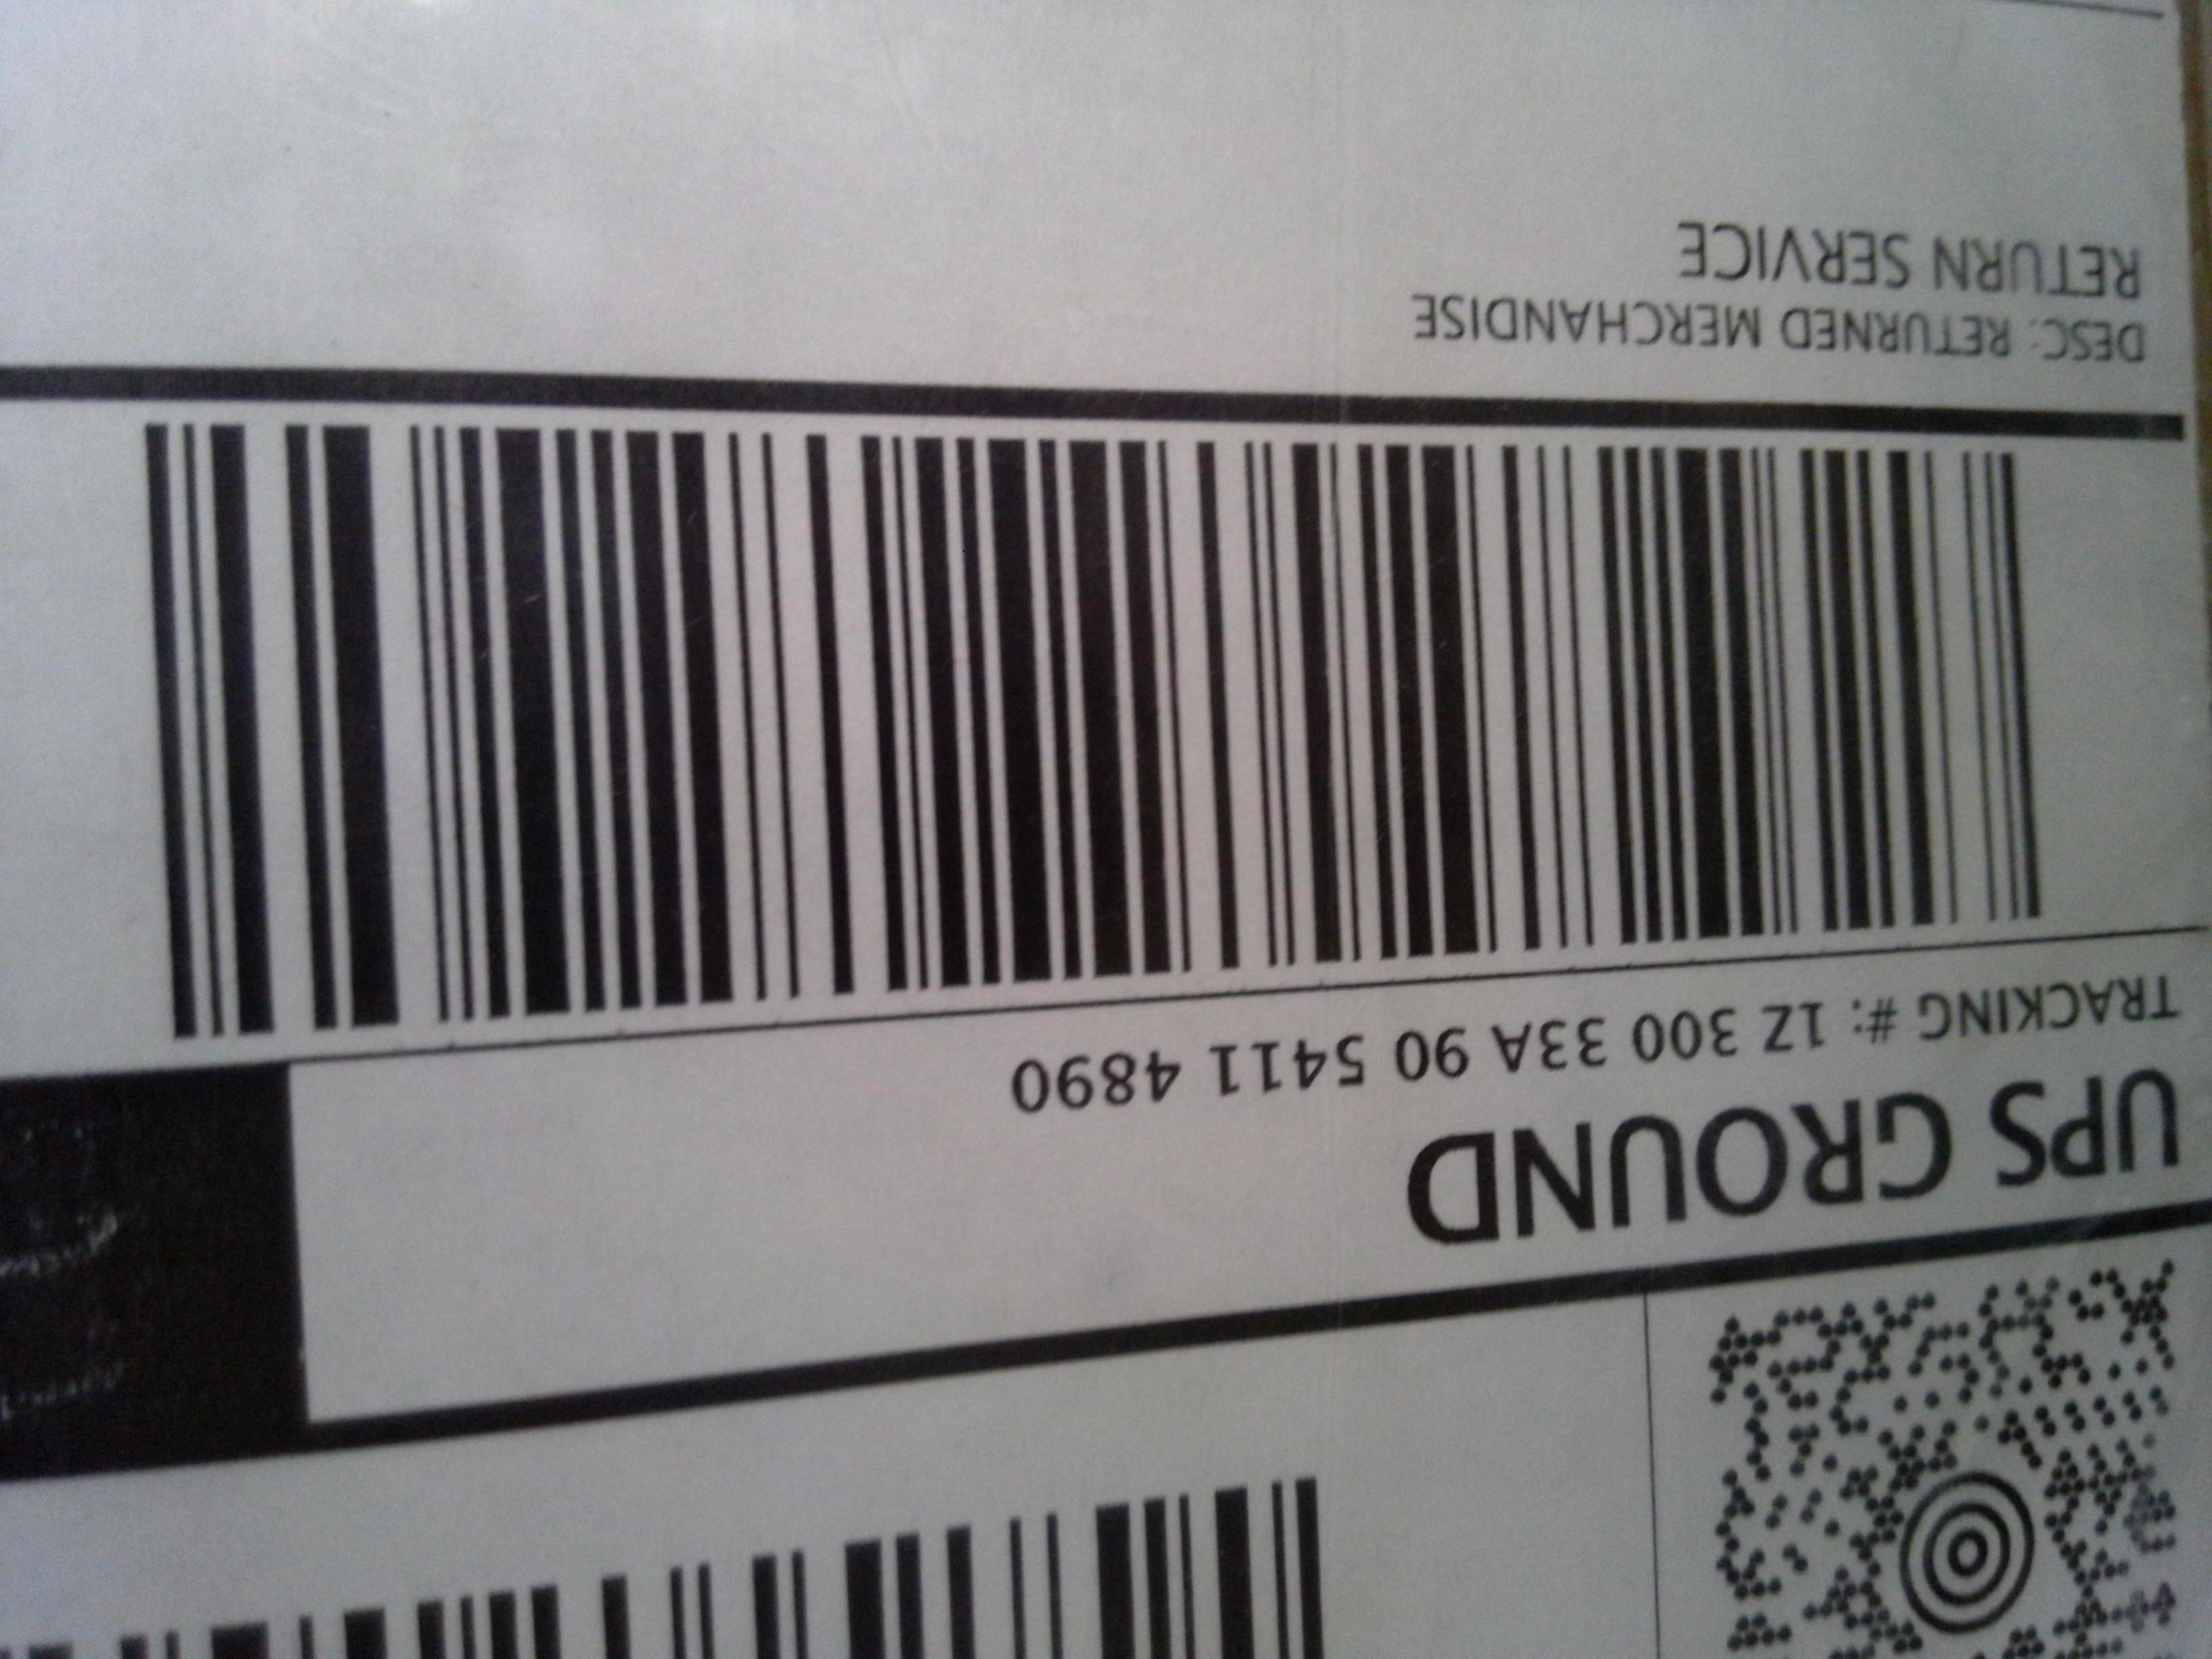 UPS GROUND
TRACKING #: 1Z 300 33A 90 5411 4890
DESC: RETURNED MERCHANDISE
RETURN SERVICE